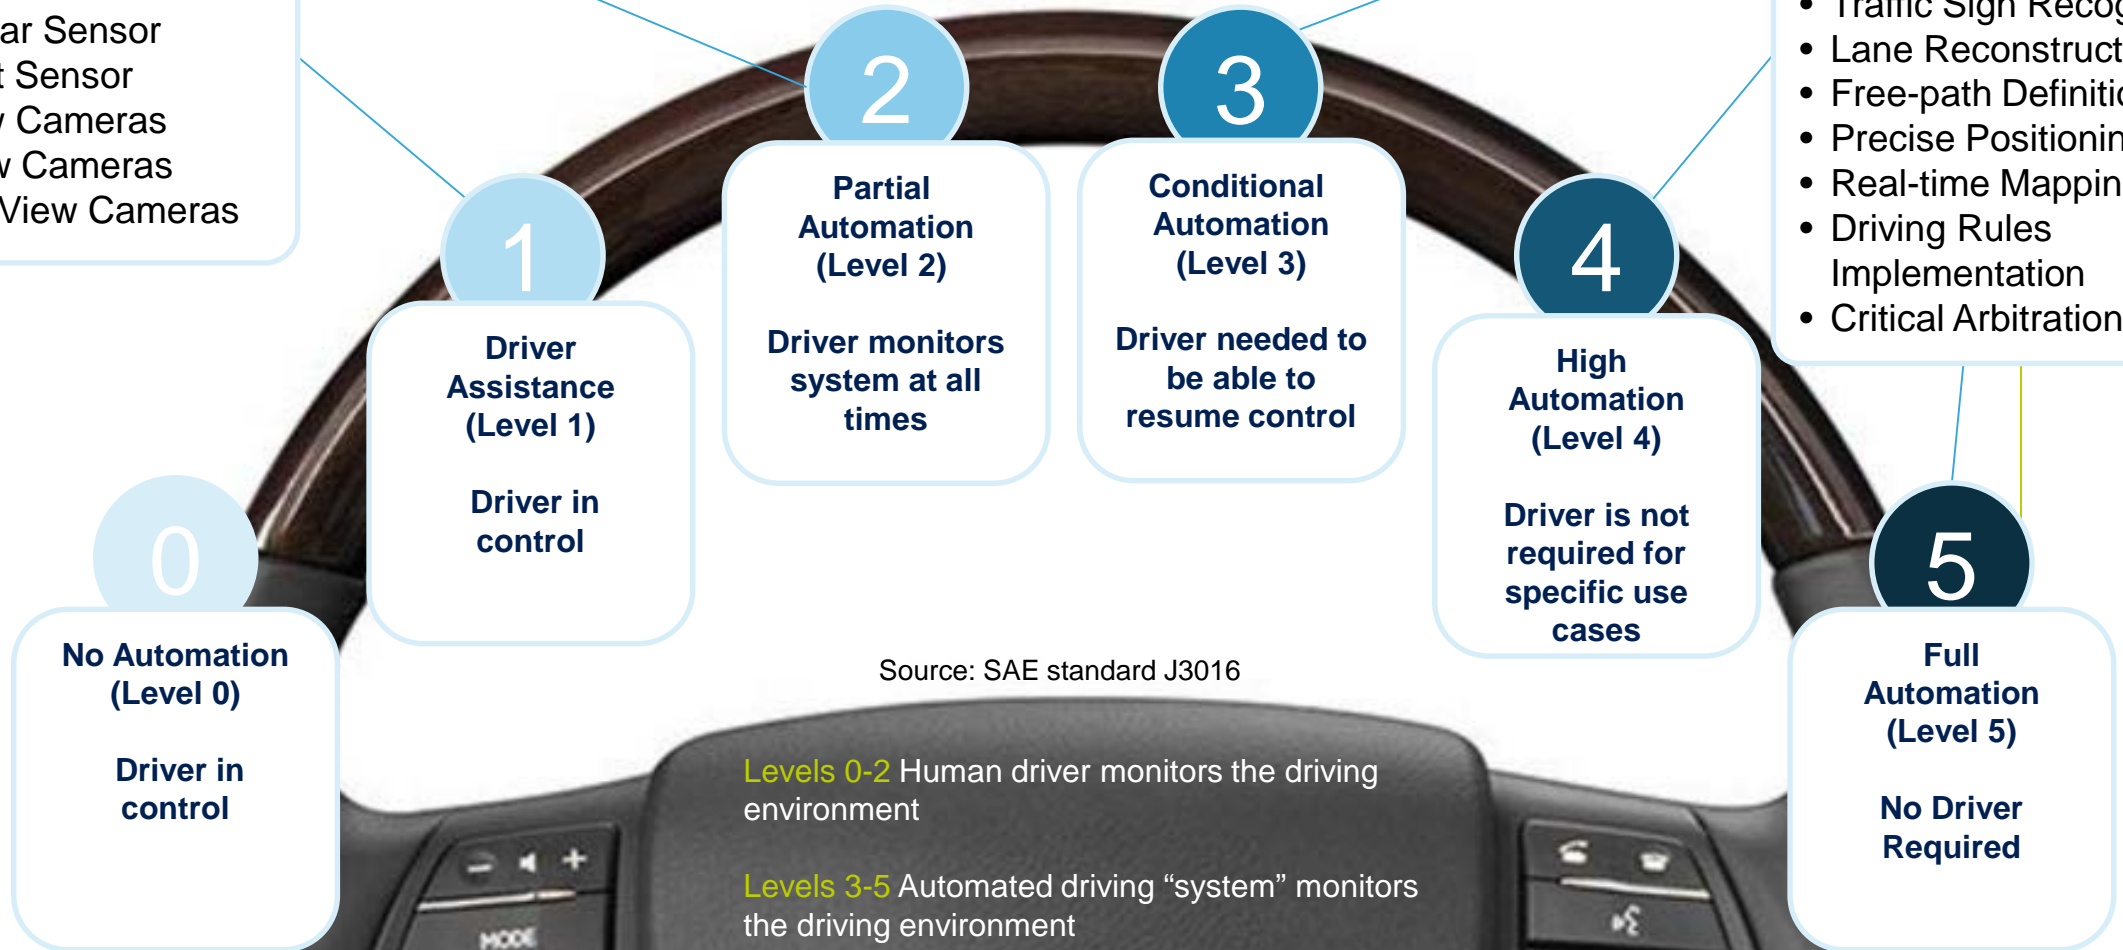 Sensor
Sensor
Cameras
Cameras
View Cameras
Traffic Sign
• Lane
• Free-path
• Precise
• Real-time
• Driving Rules
Implementation
• Critical Arbitration
2
3
1
4
0
5
Partial
Automation
(Level 2)
Driver monitors
system at all
times
Conditional
Automation
(Level 3)
Driver needed to
be able to
resume control
Driver
Assistance
(Level 1)
Driver in
control
High
Automation
(Level 4)
Driver is not
required for
specific use
cases
No Automation
(Level 0)
Driver in
control
Full
Automation
(Level 5)
No Driver
Required
Source: SAE standard J3016
Levels 0-2 Human driver monitors the driving
environment
Levels 3-5 Automated driving “system” monitors
the driving environment
MODE